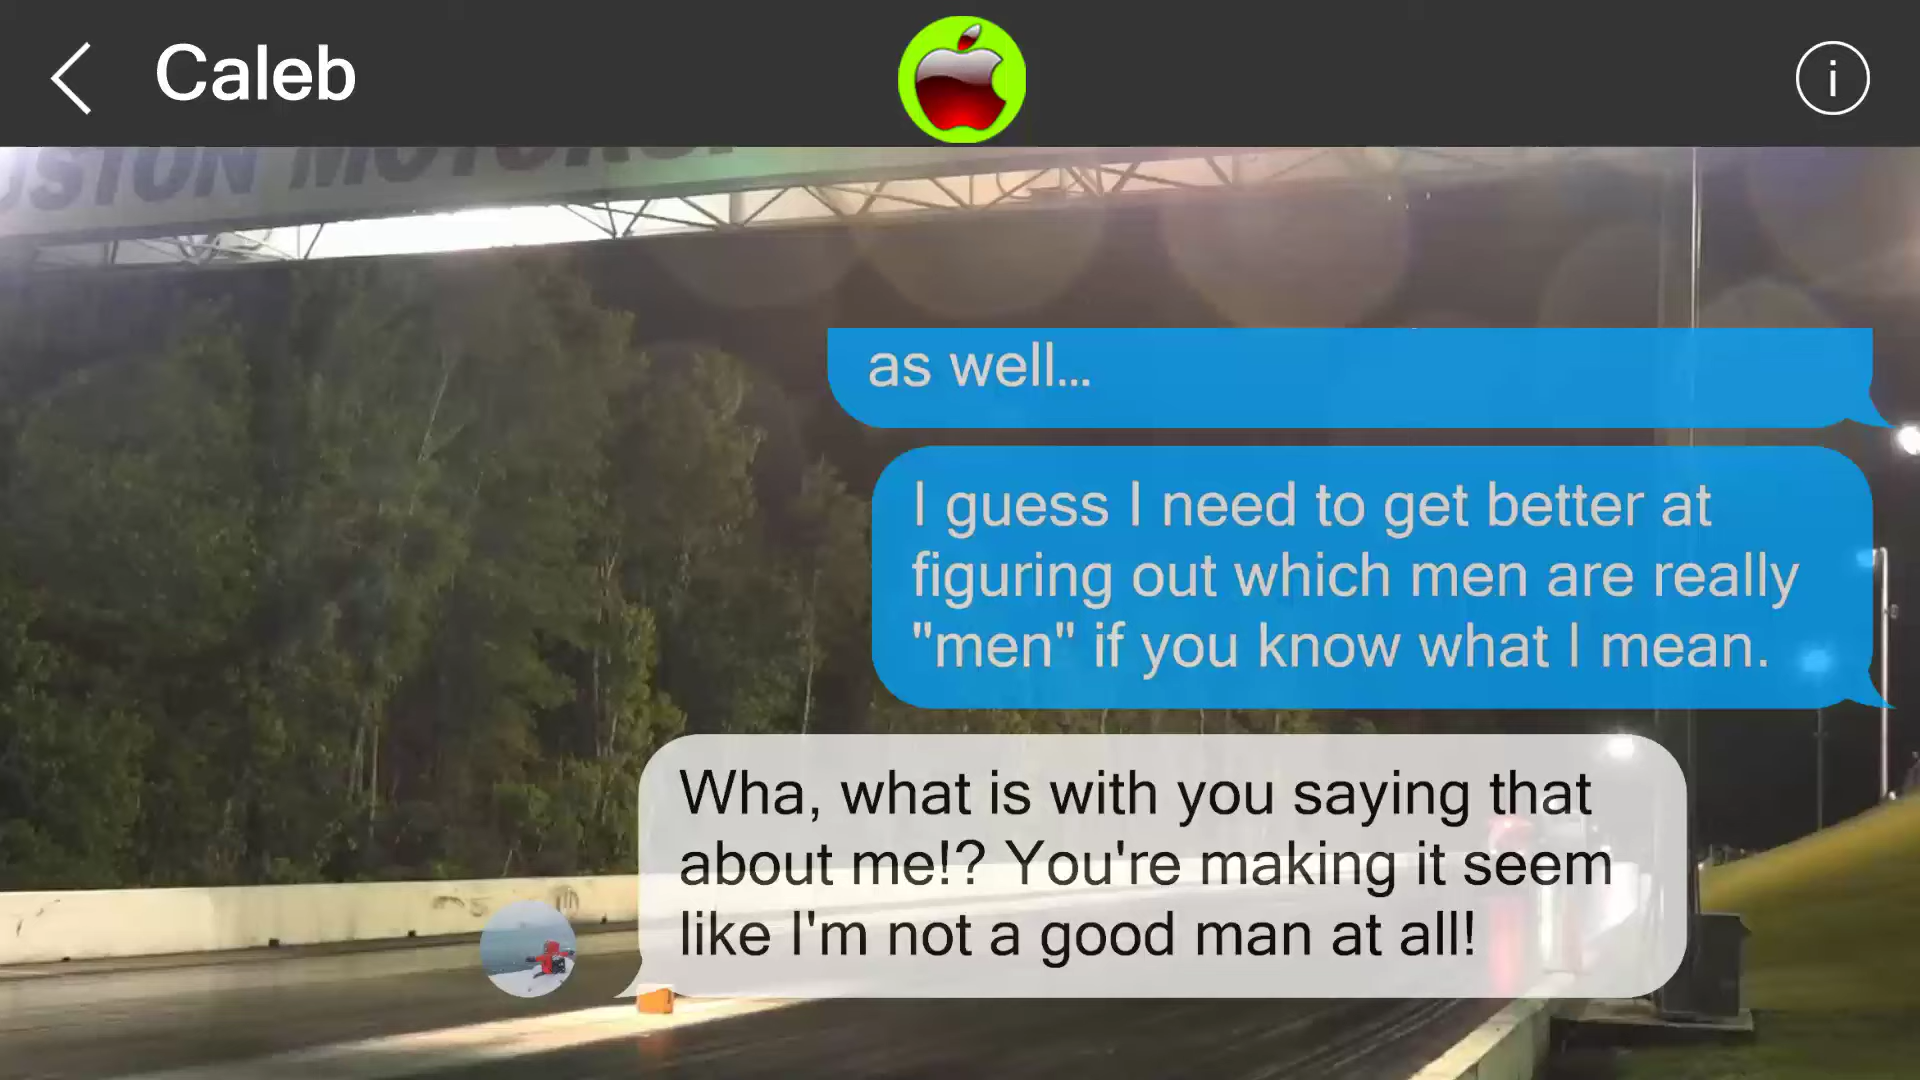 Caleb
i
as well...
I guess I need to get better at
figuring out which men are really
"men" if you know what I mean.
Wha, what is with you saying that
about me!? You're making it seem
like I'm not a good man at all!